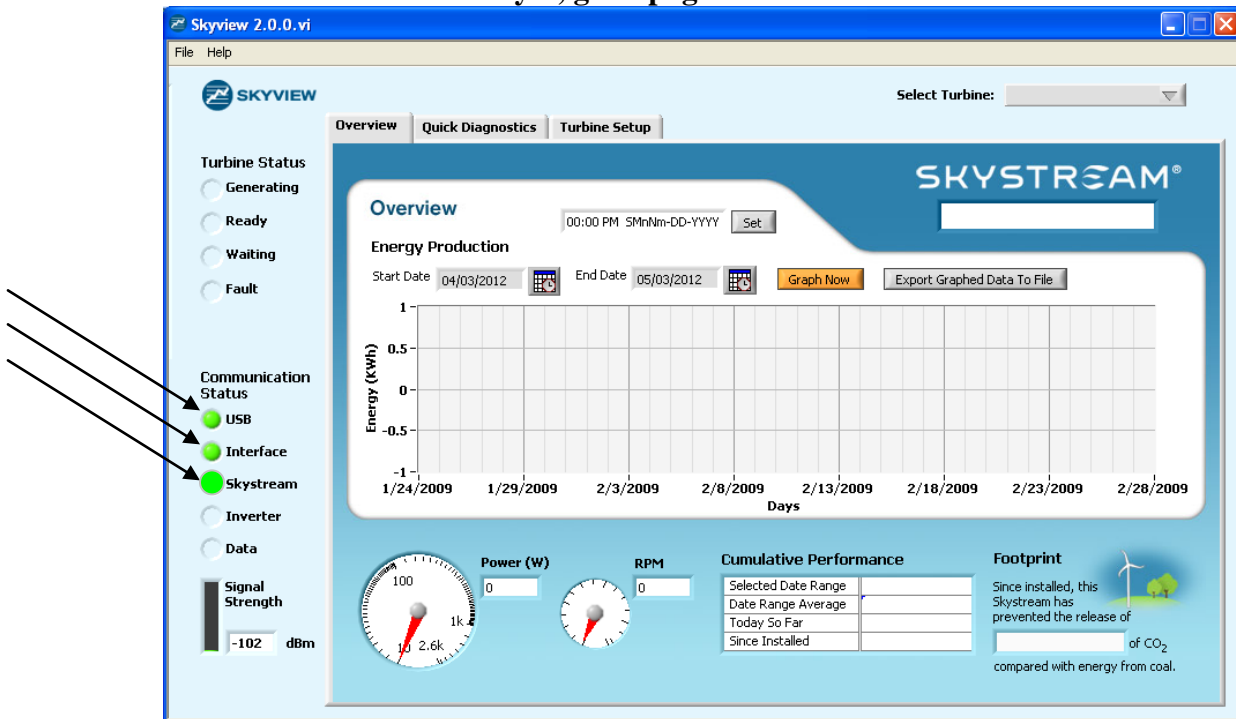 Skyview 2.0.0.vi
File Help
SKYVIEW
Select Turbine:
Overview Quick Diagnostics Turbine Setup
Turbine Status
Generating
Ready
Waiting
Fault
SKYSTREAM®
Overview
00:00 PM SMnNm-DD-YYYY Set
Energy Production
Start Date 04/03/2012 End Date 05/03/2012 Graph Now Export Graphed Data To File
1
0.5
0
-0.5
-1
Energy (KWh)
1/24/2009 1/29/2009 2/3/2009 2/8/2009 2/13/2009 2/18/2009 2/23/2009 2/28/2009
Days
Communication
Status
USB
Interface
Skystream
Inverter
Data
Signal
Strength
-102 dBm
Power (W)
0
100
1k
10 2.6k
RPM
0
Cumulative Performance
Selected Date Range
Date Range Average
Today So Far
Since Installed
Footprint
Since installed, this
Skystream has
prevented the release of
of CO2
compared with energy from coal.